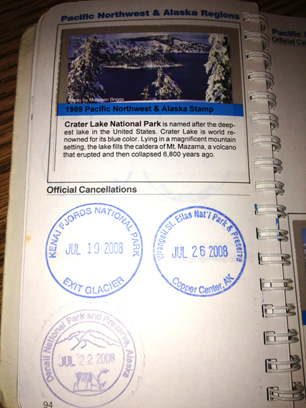 Pacific Northwest & Alaska Regions
Pacific
Official Can
1989 Pacific Northwest & Alaska Stamp
Crater Lake National Park is named after the deep-
est lake in the United States. Crater Lake is world re-
nowned for its blue color. Lying in a magnificent mountain
setting, the lake fills the caldera of Mt. Mazama, a volcano
that erupted and then collapsed 6,800 years ago.
Official Cancellations
KENAI FJORDS NATIONAL PARK
JUL 19 2008
EXIT GLACIER
Wrangell St. Elias Nat'l Park & Preserve
JUL 26 2008
Copper Center, AK
Denali National Park and Preserve, Alaska
JUL 22 2008
94